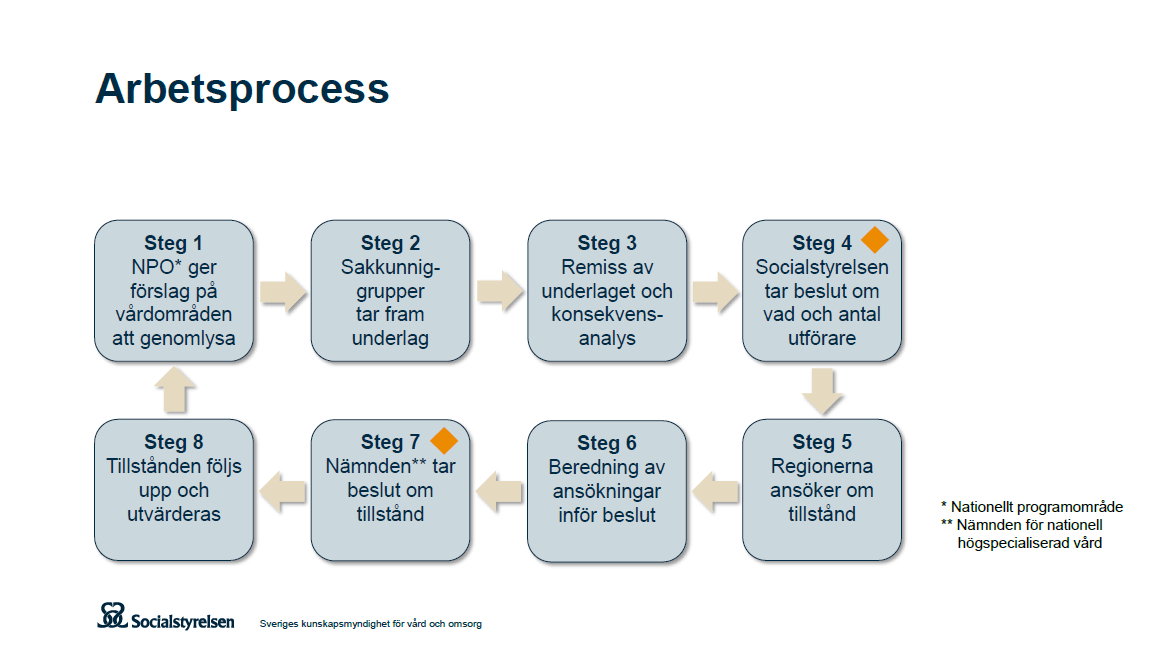 Arbetsprocess
Steg 1
NPO* ger
förslag på
vårdområden
att genomlysa
Steg 2
Sakkunnig-
grupper
tar fram
underlag
Steg 3
Remiss av
underlaget och
konsekvens-
analys
Steg 4
Socialstyrelsen
tar beslut om
vad och antal
utförare
Steg 5
Regionerna
ansöker om
tillstånd
Steg 6
Beredning av
ansökningar
inför beslut
Steg 7
Nämnden** tar
beslut om
tillstånd
Steg 8
Tillstånden följs
upp och
utvärderas
* Nationellt programområde
** Nämnden för nationell
högspecialiserad vård
Socialstyrelsen
Sveriges kunskapsmyndighet för vård och omsorg